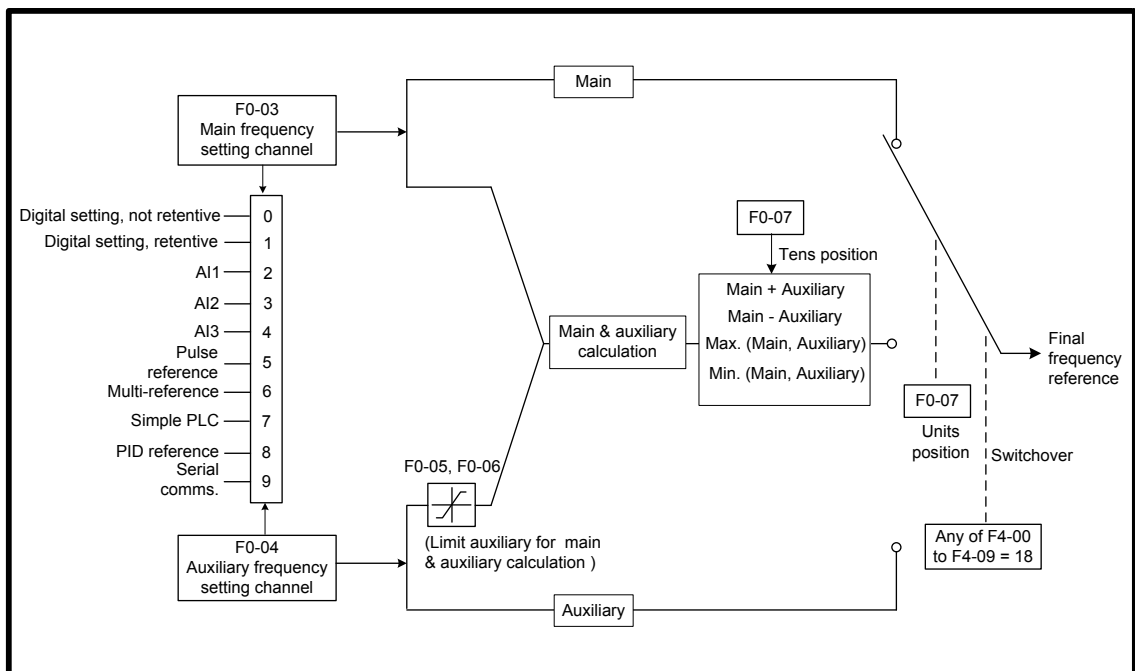 Main
F0-03
Main frequency
setting channel
Digital setting, not retentive
0
Digital setting, retentive
1
AI1
2
AI2
3
AI3
4
Pulse
reference
5
Multi-reference
6
Simple PLC
7
PID reference
8
Serial
comms.
9
F0-04
Auxiliary frequency
setting channel
F0-05, F0-06
(Limit auxiliary for main
& auxiliary calculation )
Auxiliary
Main & auxiliary
calculation
F0-07
Tens position
Main + Auxiliary
Main - Auxiliary
Max. (Main, Auxiliary)
Min. (Main, Auxiliary)
F0-07
Units
position
Switchover
Any of F4-00
to F4-09 = 18
Final
frequency
reference